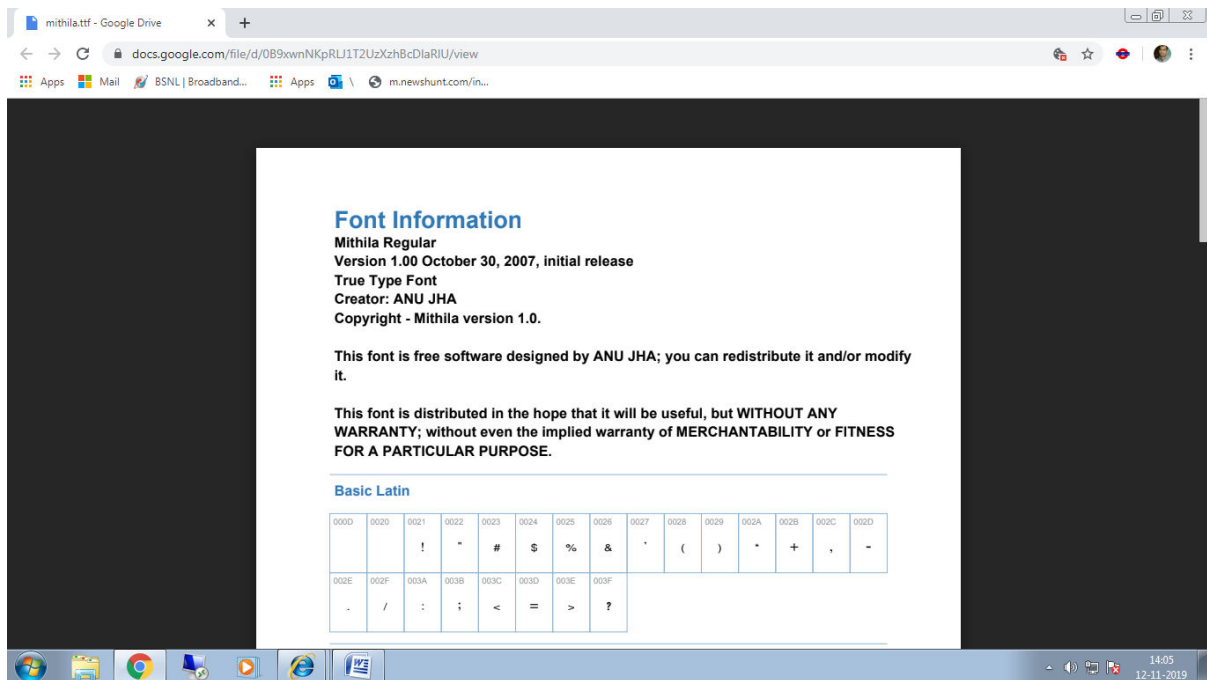 mithila.ttf - Google Drive
docs.google.com/file/d/0B9xwnNKpRLJ1T2UzXzhBcDlaRlU/view
Apps Mail BSNL | Broadband... Apps \ m.newshunt.com/in...
Font Information
Mithila Regular
Version 1.00 October 30, 2007, initial release
True Type Font
Creator: ANU JHA
Copyright - Mithila version 1.0.
This font is free software designed by ANU JHA; you can redistribute it and/or modify
it.
This font is distributed in the hope that it will be useful, but WITHOUT ANY
WARRANTY; without even the implied warranty of MERCHANTABILITY or FITNESS
FOR A PARTICULAR PURPOSE.
Basic Latin
000D 0020 0021 0022 0023 0024 0025 0026 0027 0028 0029 002A 002B 002C 002D
! " # $ % & ' ( ) * + , -
002E 002F 003A 003B 003C 003D 003E 003F
. / : ; < = > ?
14:05
12-11-2019